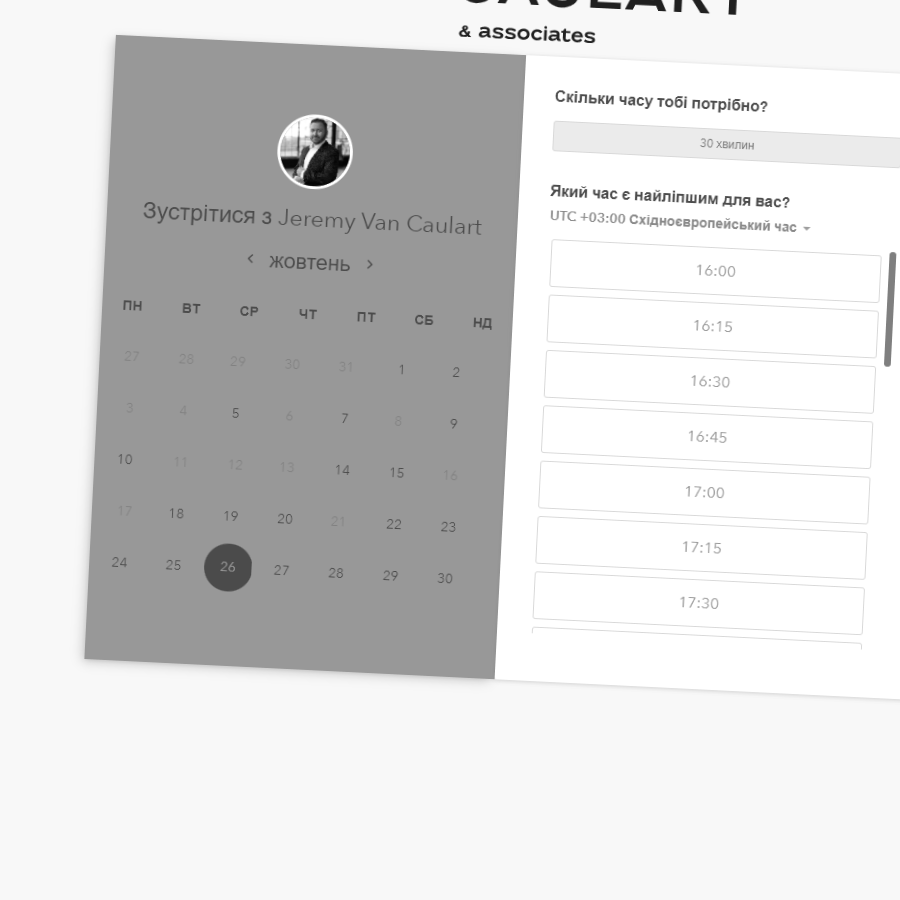 & associates
Зустрітися з Jeremy Van Caulart
жовтень
ПН ВТ СР ЧТ ПТ СБ НД
27 28 29 30 31 1 2
3 4 5 6 7 8 9
10 11 12 13 14 15 16
17 18 19 20 21 22 23
24 25 26 27 28 29 30
Скільки часу тобі потрібно?
30 хвилин
Який час є найліпшим для вас?
UTC +03:00 Східноєвропейський час
16:00
16:15
16:30
16:45
17:00
17:15
17:30